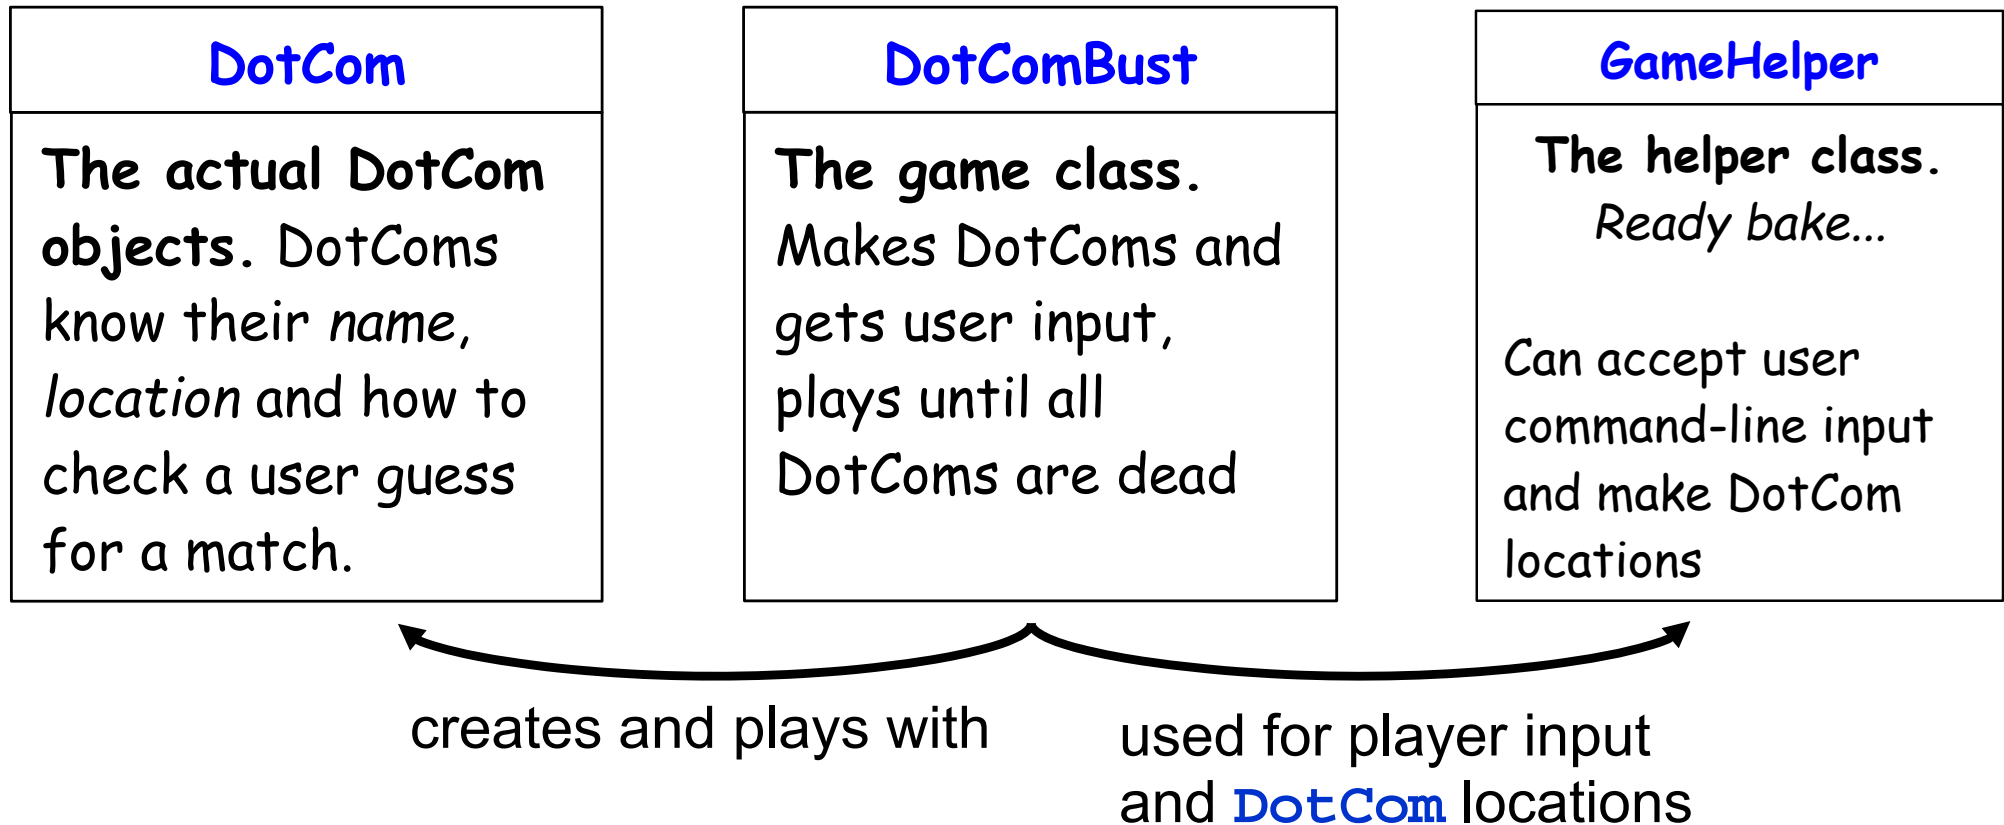 DotCom
The actual DotCom
objects. DotComs
know their name,
location and how to
check a user guess
for a match.
DotComBust
The game class.
Makes DotComs and
gets user input,
plays until all
DotComs are dead
GameHelper
The helper class.
Ready bake...
Can accept user
command-line input
and make DotCom
locations
creates and plays with
used for player input
and DotCom locations